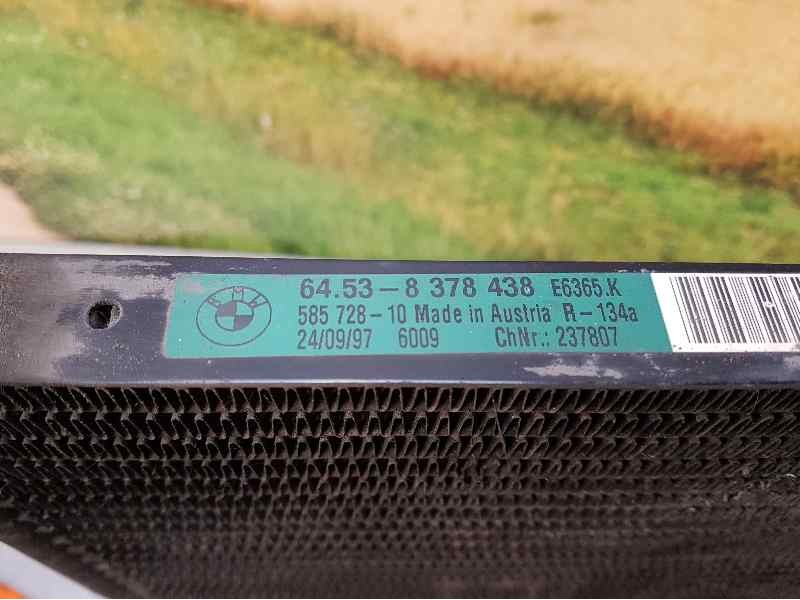 BMW
64.53-8 378 438 E6365.K
585 728-10 Made in Austria R-134a
24/09/97 6009 ChNr.: 237807